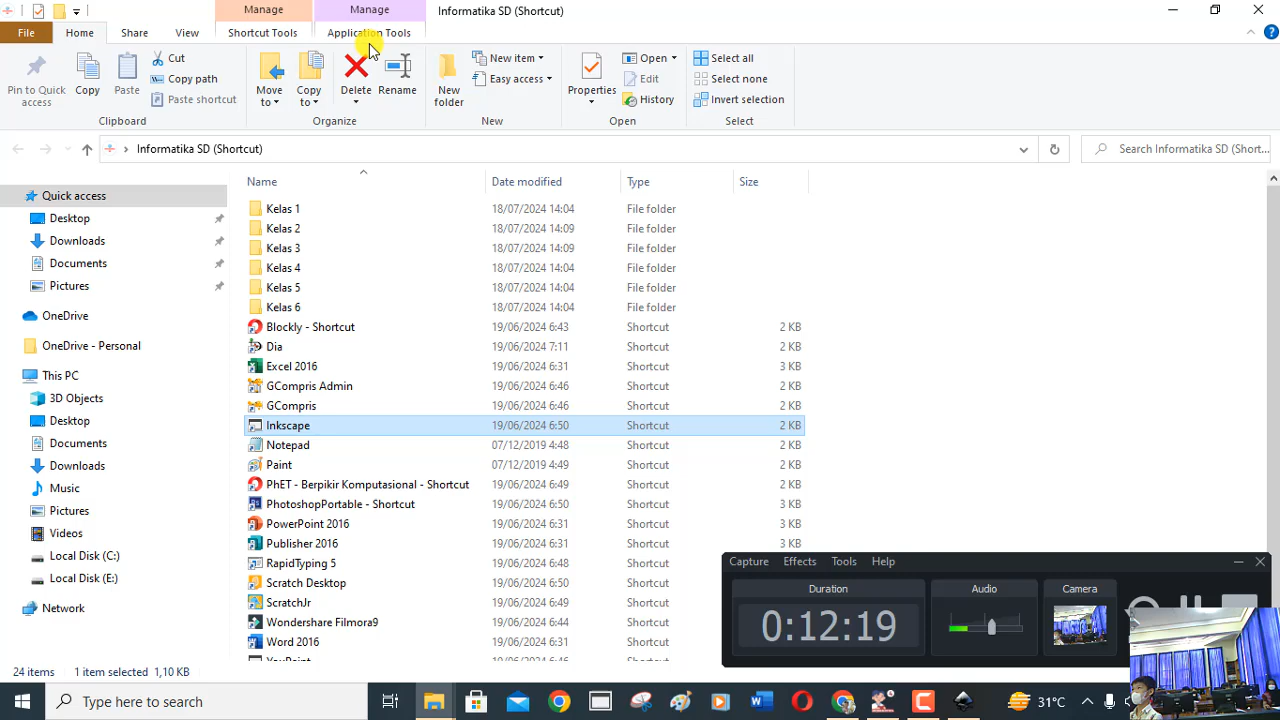 Manage Manage Informatika SD (Shortcut)
File Home Share View Shortcut Tools Application Tools
Pin to Quick access
Copy
Paste
Cut
Copy path
Paste shortcut
Clipboard
Move to
Copy to
Delete
Rename
Organize
New folder
New item
Easy access
New
Properties
Open
Edit
History
Open
Select all
Select none
Invert selection
Select
Informatika SD (Shortcut)
Search Informatika SD (Short...
Quick access
Desktop
Downloads
Documents
Pictures
OneDrive
OneDrive - Personal
This PC
3D Objects
Desktop
Documents
Downloads
Music
Pictures
Videos
Local Disk (C:)
Local Disk (E:)
Network
Name Date modified Type Size
Kelas 1 18/07/2024 14:04 File folder
Kelas 2 18/07/2024 14:09 File folder
Kelas 3 18/07/2024 14:09 File folder
Kelas 4 18/07/2024 14:04 File folder
Kelas 5 18/07/2024 14:04 File folder
Kelas 6 18/07/2024 14:04 File folder
Blockly - Shortcut 19/06/2024 6:43 Shortcut 2 KB
Dia 19/06/2024 7:11 Shortcut 2 KB
Excel 2016 19/06/2024 6:31 Shortcut 3 KB
GCompris Admin 19/06/2024 6:46 Shortcut 2 KB
GCompris 19/06/2024 6:46 Shortcut 2 KB
Inkscape 19/06/2024 6:50 Shortcut 2 KB
Notepad 07/12/2019 4:48 Shortcut 2 KB
Paint 07/12/2019 4:49 Shortcut 2 KB
PhET - Berpikir Komputasional - Shortcut 19/06/2024 6:49 Shortcut 2 KB
PhotoshopPortable - Shortcut 19/06/2024 6:50 Shortcut 2 KB
PowerPoint 2016 19/06/2024 6:31 Shortcut 3 KB
Publisher 2016 19/06/2024 6:31 Shortcut 3 KB
RapidTyping 5 19/06/2024 6:48 Shortcut
Scratch Desktop 19/06/2024 6:50 Shortcut
ScratchJr 19/06/2024 6:49 Shortcut
Wondershare Filmora9 19/06/2024 6:44 Shortcut
Word 2016 19/06/2024 6:31 Shortcut
Capture Effects Tools Help
Duration Audio Camera
0:12:19
24 items 1 item selected 1,10 KB
Type here to search
31°C